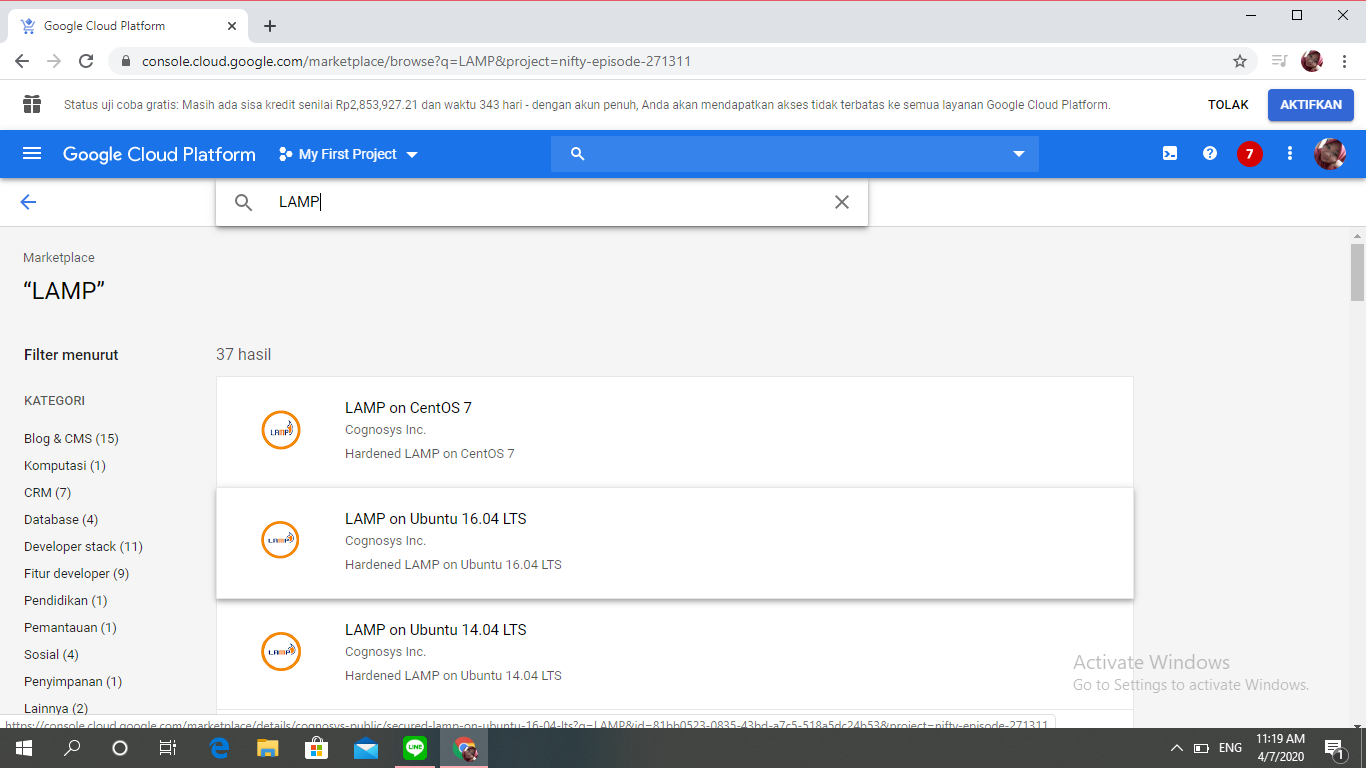 Google Cloud Platform
console.cloud.google.com/marketplace/browse?q=LAMP&project=nifty-episode-271311
Status uji coba gratis: Masih ada sisa kredit senilai Rp2,853,927.21 dan waktu 343 hari - dengan akun penuh, Anda akan mendapatkan akses tidak terbatas ke semua layanan Google Cloud Platform.
TOLAK
AKTIFKAN
Google Cloud Platform
My First Project
7
LAMP
Marketplace
“LAMP”
Filter menurut
37 hasil
KATEGORI
Blog & CMS (15)
Komputasi (1)
CRM (7)
Database (4)
Developer stack (11)
Fitur developer (9)
Pendidikan (1)
Pemantauan (1)
Sosial (4)
Penyimpanan (1)
Lainnya (2)
LAMP
LAMP on CentOS 7
Cognosys Inc.
Hardened LAMP on CentOS 7
LAMP
LAMP on Ubuntu 16.04 LTS
Cognosys Inc.
Hardened LAMP on Ubuntu 16.04 LTS
LAMP
LAMP on Ubuntu 14.04 LTS
Cognosys Inc.
Hardened LAMP on Ubuntu 14.04 LTS
Activate Windows
Go to Settings to activate Windows.
https://console.cloud.google.com/marketplace/details/cognosys-public/secured-lamp-on-ubuntu-16-04-lts?q=LAMP&id=81bb0523-0835-43bd-a7c5-518a5dc24b53&project=nifty-episode-271311
LINE
ENG
11:19 AM
4/7/2020
1